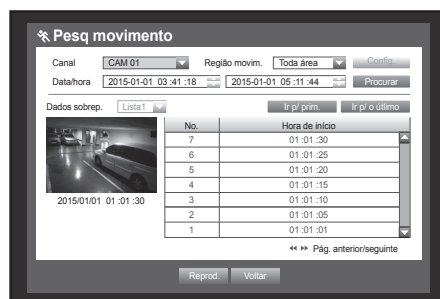 Pesq movimento
Canal CAM 01 Região movim. Toda área Config.
Data/hora 2015-01-01 03 :41 :18 2015-01-01 05 :11 :44 Procurar
Dados sobrep. Lista1 Ir p/ prim. Ir p/ o útlimo
No. Hora de início
7 01 :01 :30
6 01 :01 :25
5 01 :01 :20
4 01 :01 :15
3 01 :01 :10
2 01 :01 :05
1 01 :01 :01
2015/01/01 01 :01 :30
Pág. anterior/seguinte
Reprod. Voltar